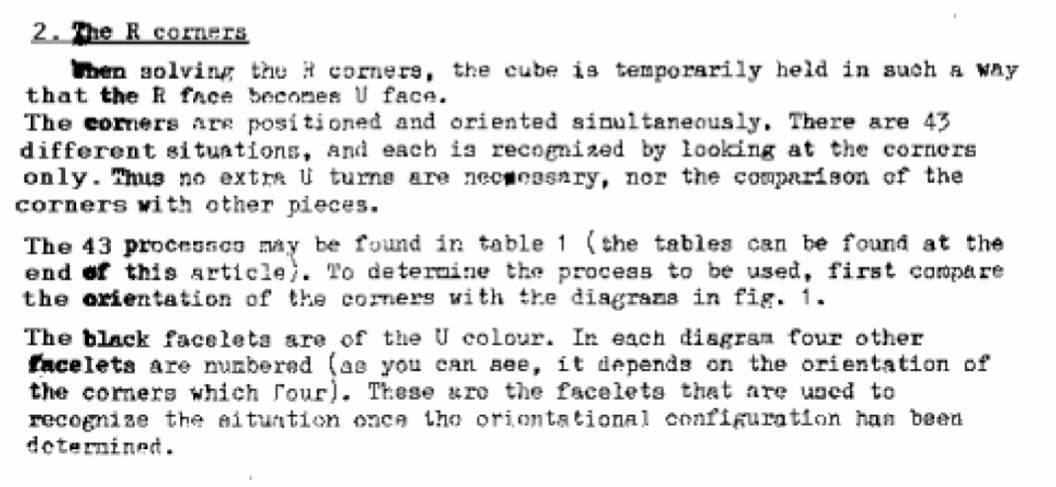 2. The R corners
When solving the R corners, the cube is temporarily held in such a way
that the R face becomes U face.
The corners are positioned and oriented simultaneously. There are 43
different situations, and each is recognized by looking at the corners
only. Thus no extra U turns are necessary, nor the comparison of the
corners with other pieces.
The 43 processes may be found in table 1 (the tables can be found at the
end of this article). To determine the process to be used, first compare
the orientation of the corners with the diagrams in fig. 1.
The black facelets are of the U colour. In each diagram four other
facelets are numbered (as you can see, it depends on the orientation of
the corners which four). These are the facelets that are used to
recognize the situation once the orientational configuration has been
determined.